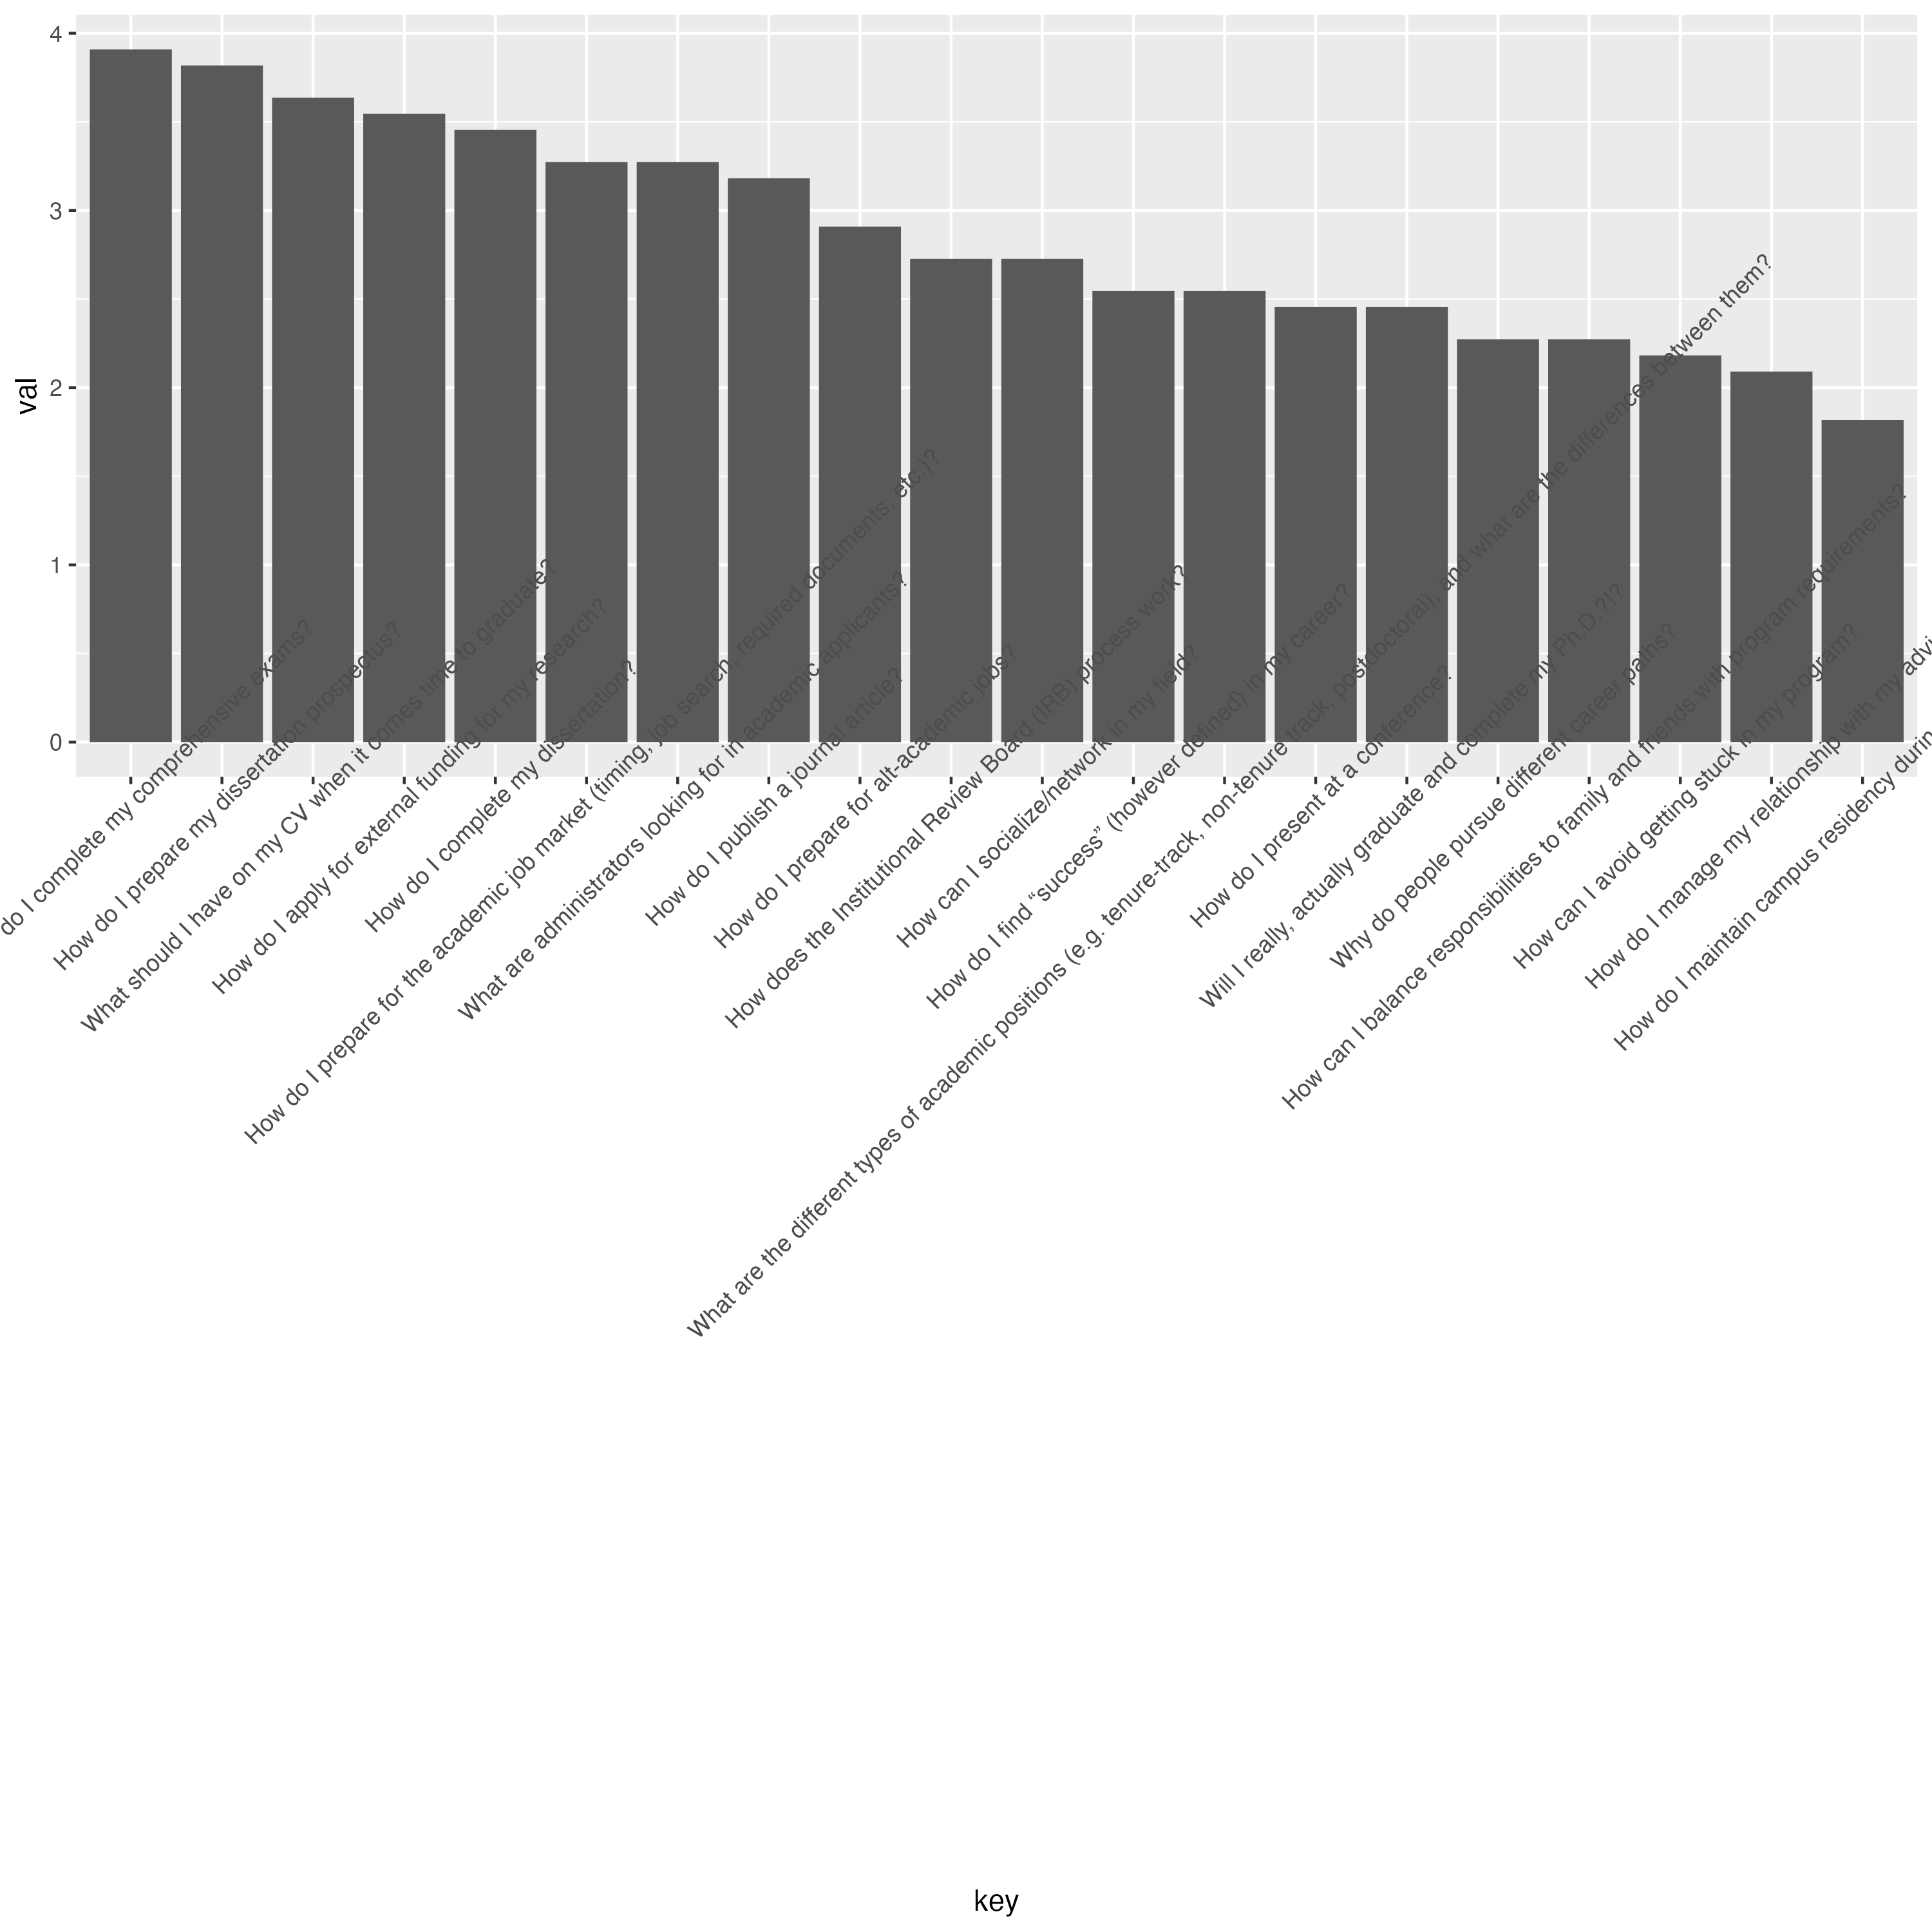 val
4
3
2
1
0
do I complete my comprehensive exams?
How do I prepare my dissertation prospectus?
What should I have on my CV when it comes time to graduate?
How do I apply for external funding for my research?
How do I complete my dissertation?
How do I prepare for the academic job market (timing, job search, required documents, etc.)?
What are administrators looking for in academic applicants?
How do I publish a journal article?
How do I prepare for alt-academic jobs?
How does the Institutional Review Board (IRB) process work?
How can I socialize/network in my field?
How do I find “success” (however defined) in my career?
What are the different types of academic positions (e.g. tenure-track, non-tenure track, postdoctoral), and what are the differences between them?
How do I present at a conference?
Will I really, actually graduate and complete my Ph.D.?!?
Why do people pursue different career paths?
How can I balance responsibilities to family and friends with program requirements?
How can I avoid getting stuck in my program?
How do I manage my relationship with my
How do I maintain campus residency
key